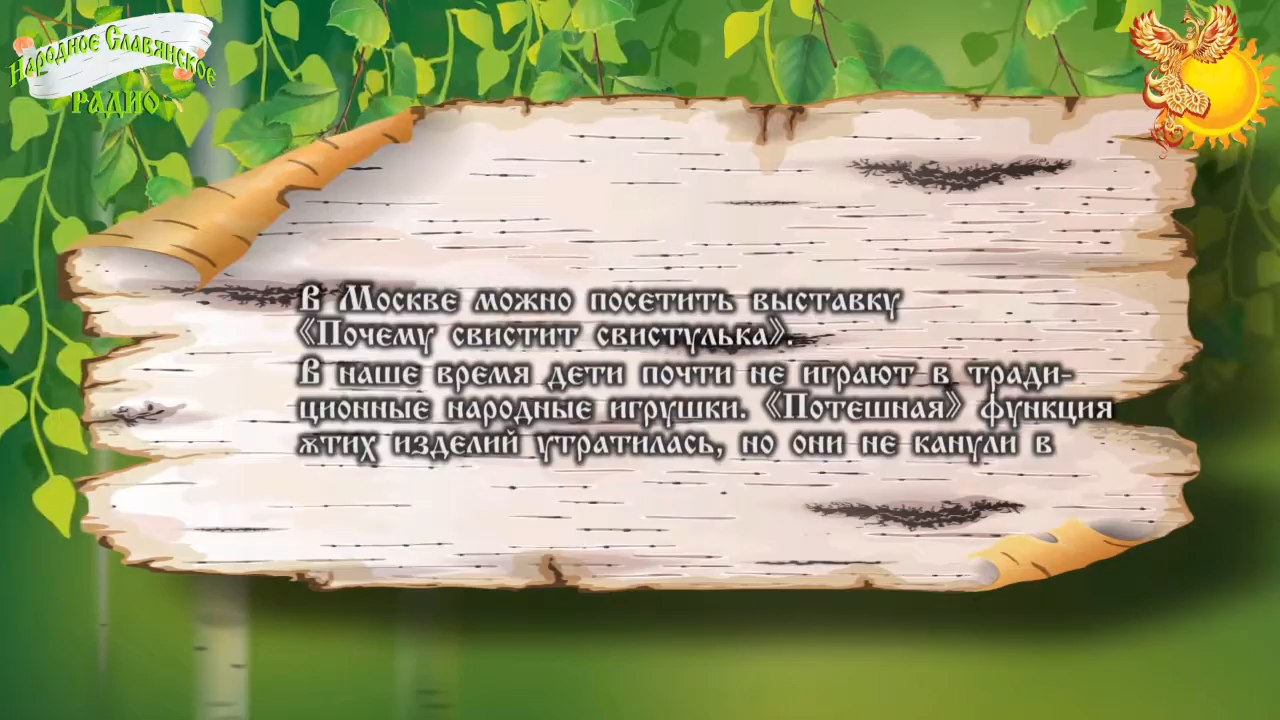 Народное Славянское
РАДИО
В Москве можно посетить выставку
《Почему свистит свистулька》.
В наше время дети почти не играют в тради-
ционные народные игрушки. 《Потешная》 функция
ѫтих изделий утратилась, но они не канули в